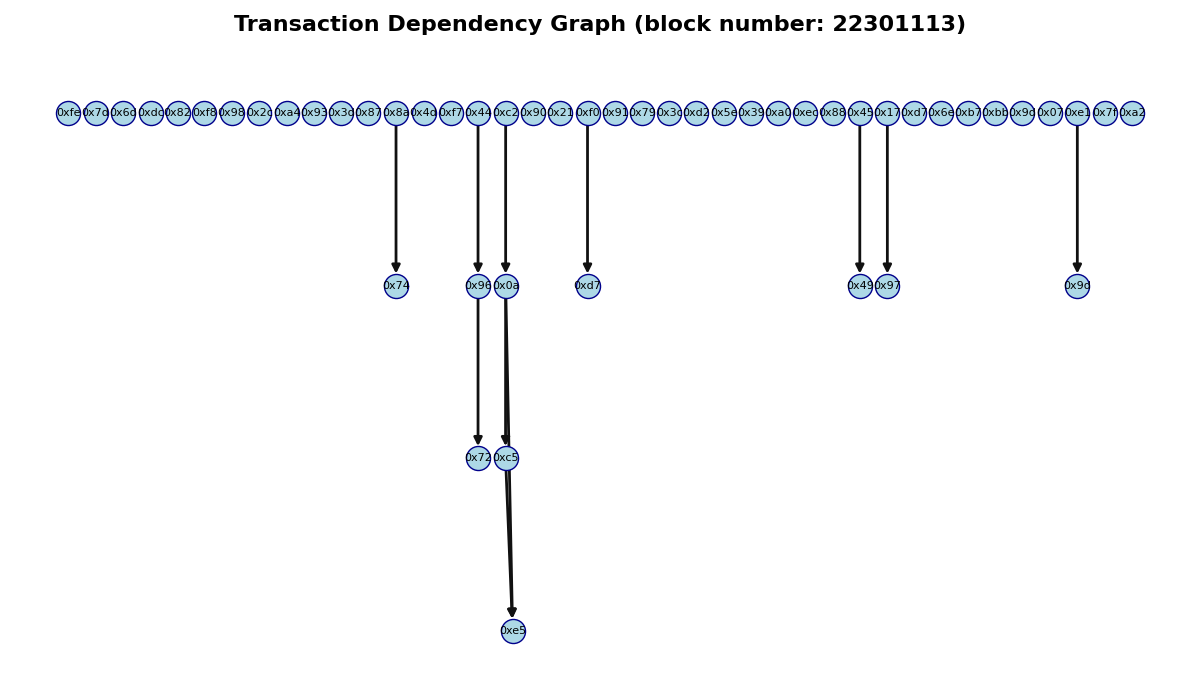 Transaction Dependency Graph (block number: 22301113)
0xfe 0x7d 0x6d 0xdd 0x82 0xf8 0x98 0x2c 0xa4 0x93 0x3d 0x87 0x8a 0x4d 0xf7 0x44 0xc2 0x90 0x21 0xf0 0x91 0x79 0x3c 0xd2 0x5e 0x39 0xa0 0xec 0x88 0x45 0x17 0xd7 0x6e 0xb7 0xbb 0x9d 0x07 0xe1 0x7f 0xa2
0x74 0x96 0x0a 0xd7 0x49 0x97 0x9d
0x72 0xc5
0xe5